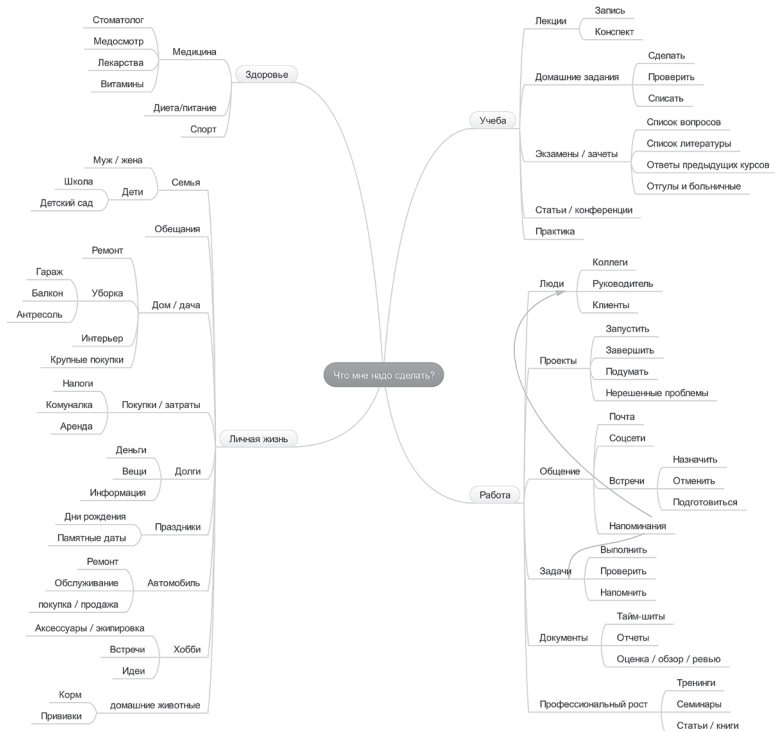 Что мне надо сделать?
Здоровье
Медицина
Стоматолог
Медосмотр
Лекарства
Витамины
Диета/питание
Спорт
Личная жизнь
Семья
Муж / жена
Дети
Школа
Детский сад
Обещания
Дом / дача
Ремонт
Уборка
Гараж
Балкон
Антресоль
Интерьер
Крупные покупки
Покупки / затраты
Налоги
Комуналка
Аренда
Долги
Деньги
Вещи
Информация
Праздники
Дни рождения
Памятные даты
Автомобиль
Ремонт
Обслуживание
покупка / продажа
Хобби
Аксессуары / экипировка
Встречи
Идеи
домашние животные
Корм
Прививки
Учеба
Лекции
Запись
Конспект
Домашние задания
Сделать
Проверить
Списать
Экзамены / зачеты
Список вопросов
Список литературы
Ответы предыдущих курсов
Отгулы и больничные
Статьи / конференции
Практика
Работа
Люди
Коллеги
Руководитель
Клиенты
Проекты
Запустить
Завершить
Подумать
Нерешенные проблемы
Общение
Почта
Соцсети
Встречи
Назначить
Отменить
Подготовиться
Напоминания
Задачи
Выполнить
Проверить
Напомнить
Документы
Тайм-шиты
Отчеты
Оценка / обзор / ревью
Профессиональный рост
Тренинги
Семинары
Статьи / книги